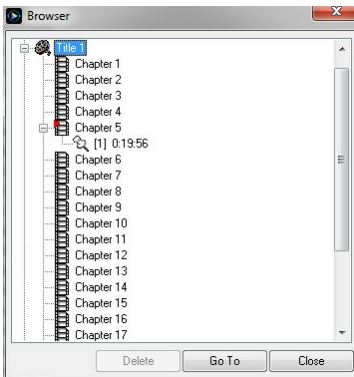 Browser
Title 1
Chapter 1
Chapter 2
Chapter 3
Chapter 4
Chapter 5
[1] 0:19:56
Chapter 6
Chapter 7
Chapter 8
Chapter 9
Chapter 10
Chapter 11
Chapter 12
Chapter 13
Chapter 14
Chapter 15
Chapter 16
Chapter 17
Delete Go To Close